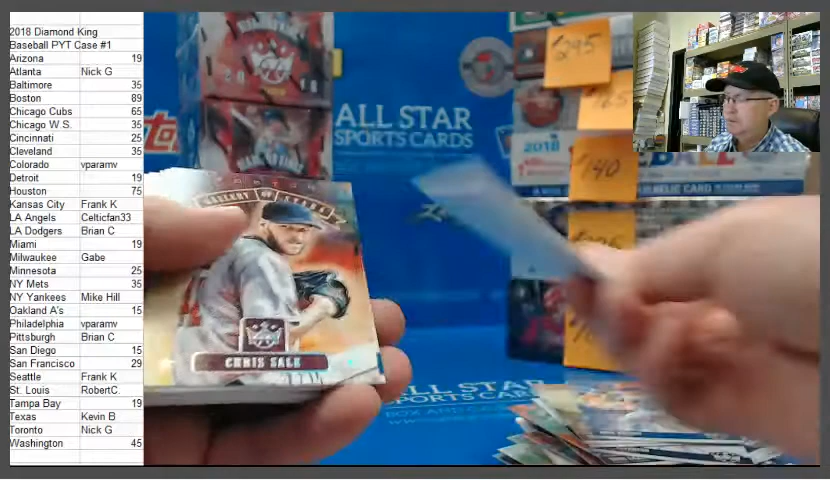 2018 Diamond King
Baseball PYT Case #1
Arizona 19
Atlanta Nick G
Baltimore 35
Boston 89
Chicago Cubs 65
Chicago W.S. 35
Cincinnati 25
Cleveland 35
Colorado vparamv
Detroit 19
Houston 75
Kansas City Frank K
LA Angels Celticfan33
LA Dodgers Brian C
Miami 19
Milwaukee Gabe
Minnesota 25
NY Mets 35
NY Yankees Mike Hill
Oakland A's 15
Philadelphia vparamv
Pittsburgh Brian C
San Diego 15
San Francisco 29
Seattle Frank K
St. Louis RobertC.
Tampa Bay 19
Texas Kevin B
Toronto Nick G
Washington 45
ALL STAR
SPORTS CARDS
GALLERY OF STARS
CHRIS SALE
2018
$295
$140